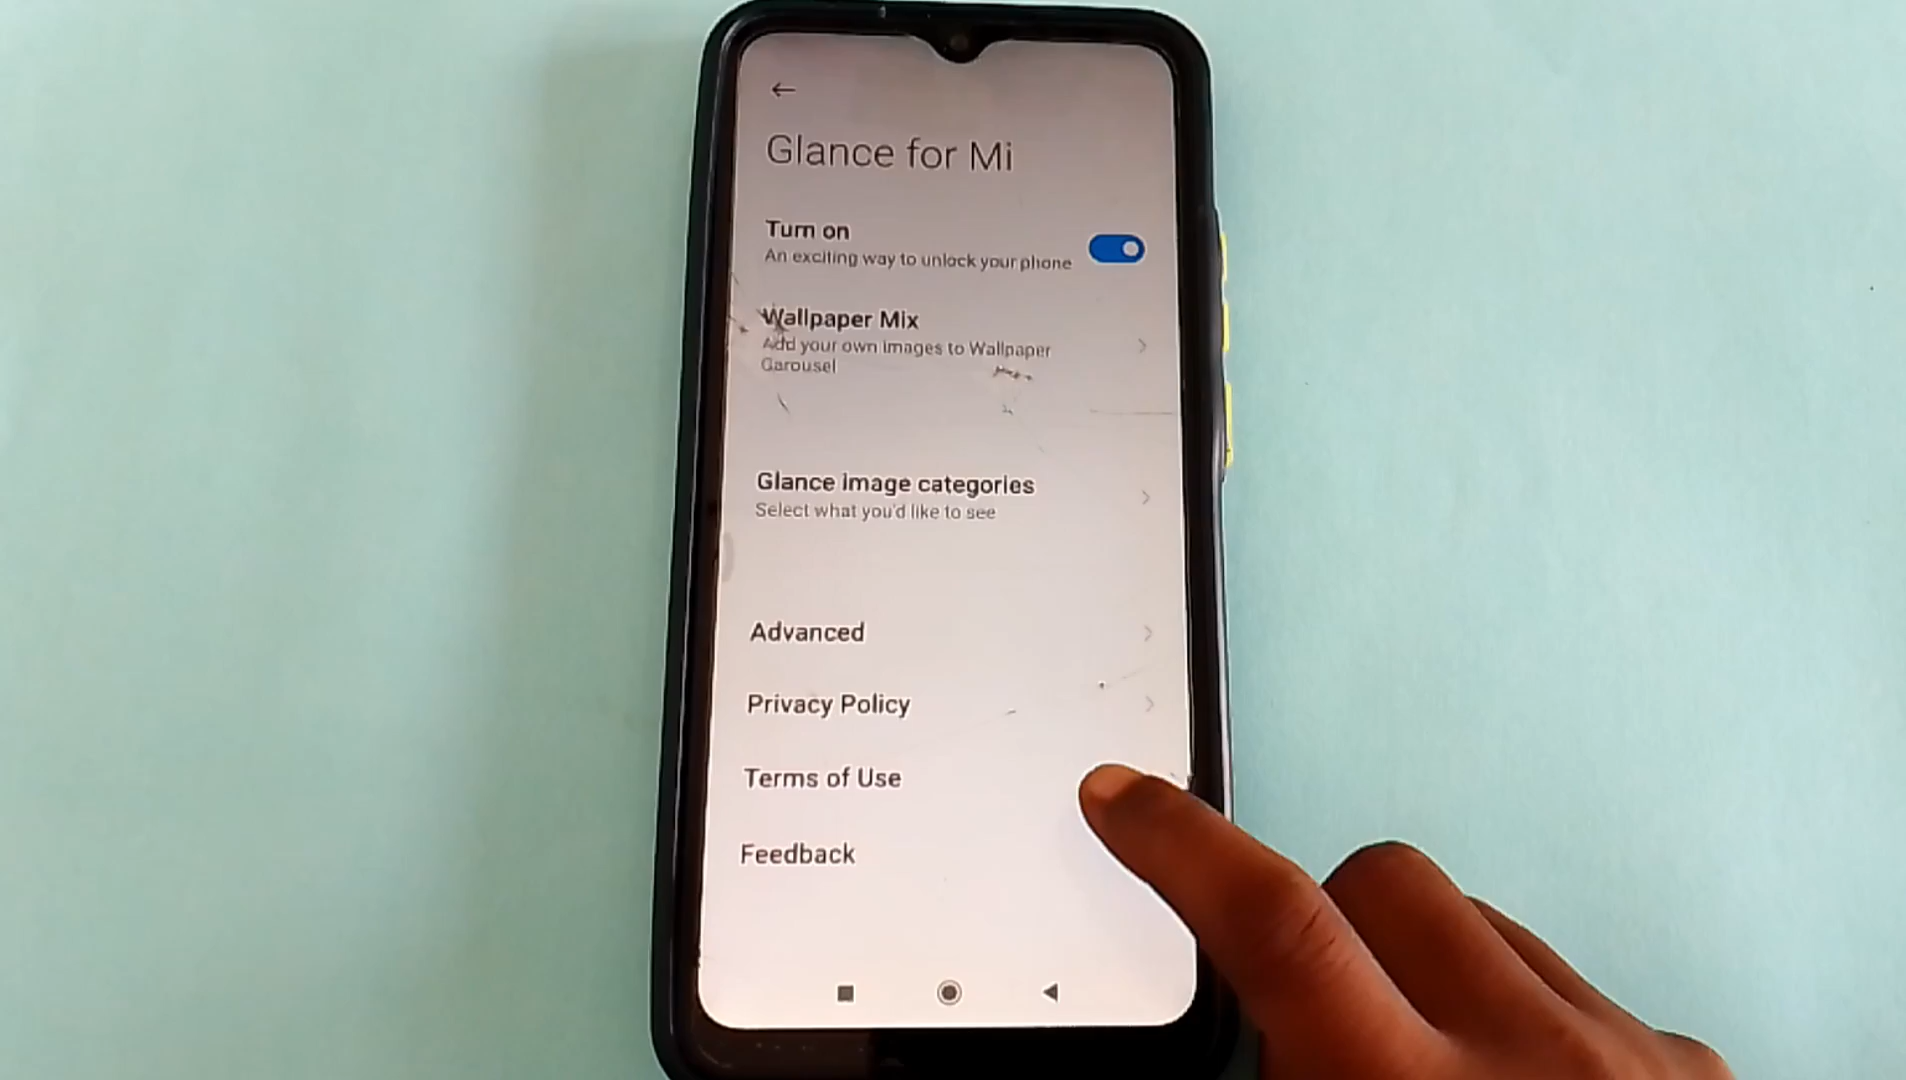 Glance for Mi
Turn on
An exciting way to unlock your phone
Wallpaper Mix
Add your own images to Wallpaper
Carousel
Glance image categories
Select what you'd like to see
Advanced
Privacy Policy
Terms of Use
Feedback